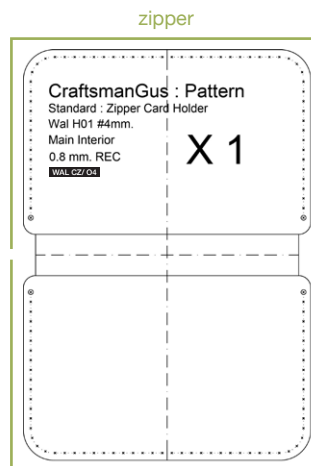 zipper
CraftsmanGus : Pattern
Standard : Zipper Card Holder
Wal H01 #4mm.
Main Interior
0.8 mm. REC
X 1
WAL CZ/ O4